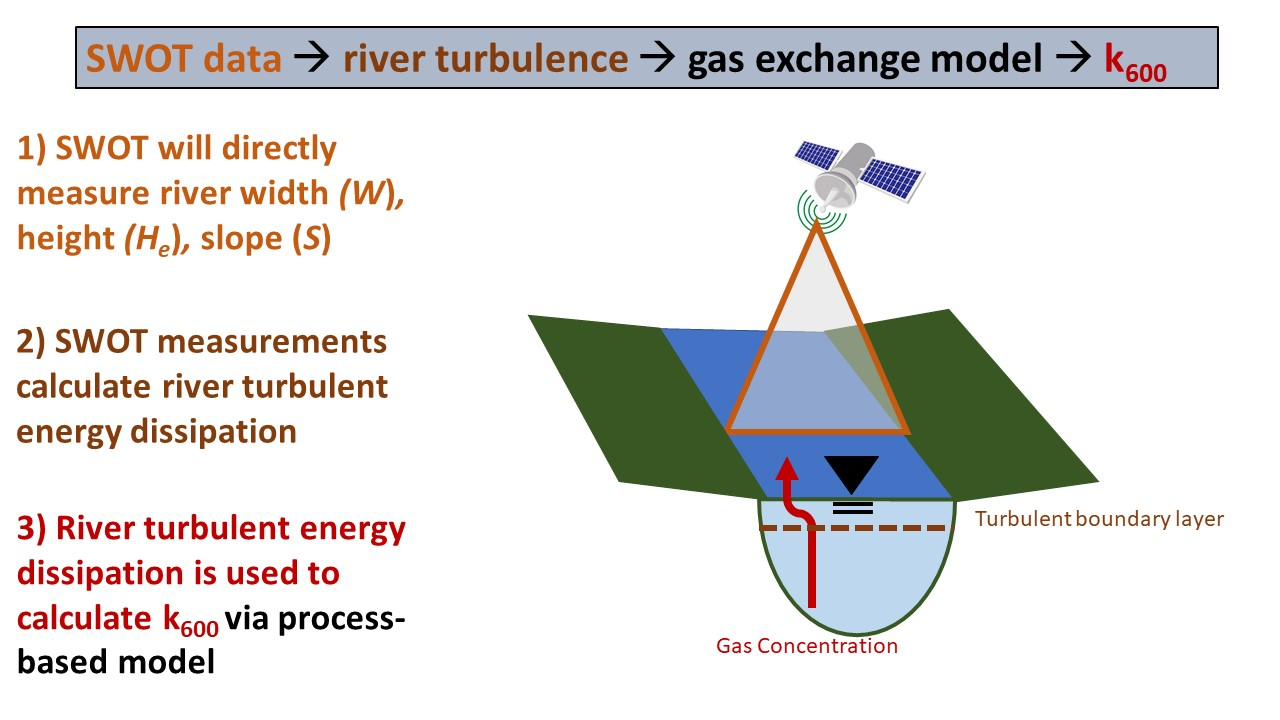 SWOT data → river turbulence → gas exchange model → k600
1) SWOT will directly
measure river width (W),
height (He), slope (S)
2) SWOT measurements
calculate river turbulent
energy dissipation
3) River turbulent energy
dissipation is used to
calculate k600 via process-
based model
Turbulent boundary layer
Gas Concentration